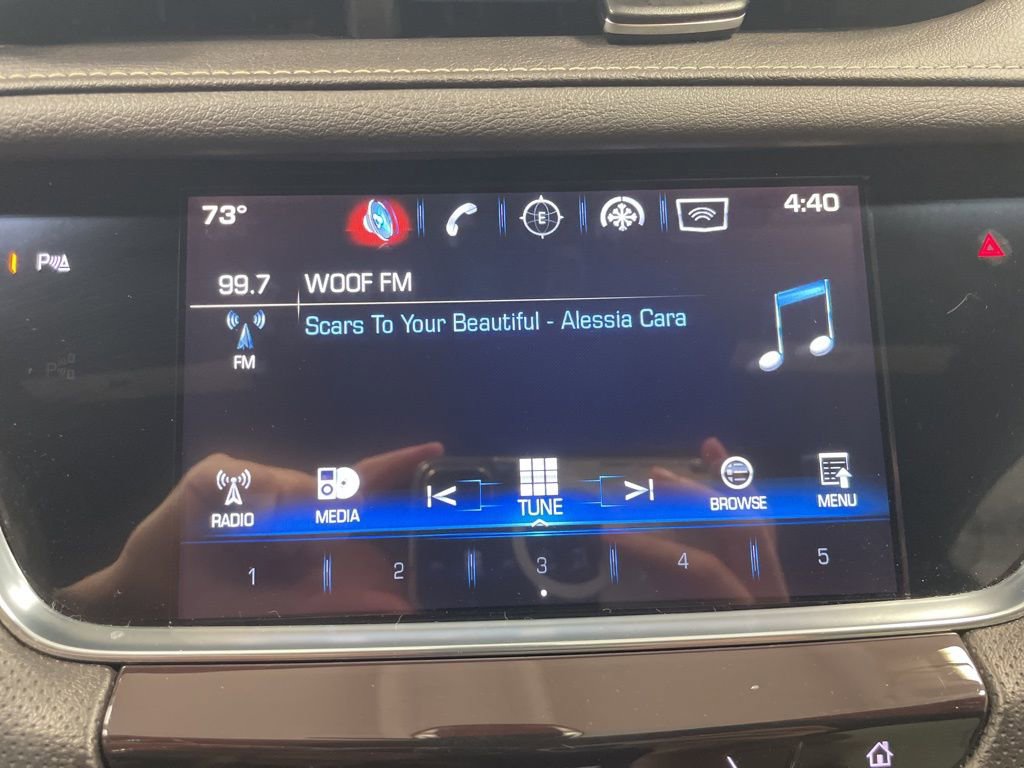 73°
E
4:40
P
99.7 WOOF FM
FM
Scars To Your Beautiful - Alessia Cara
RADIO
MEDIA
TUNE
BROWSE
MENU
1
2
3
4
5